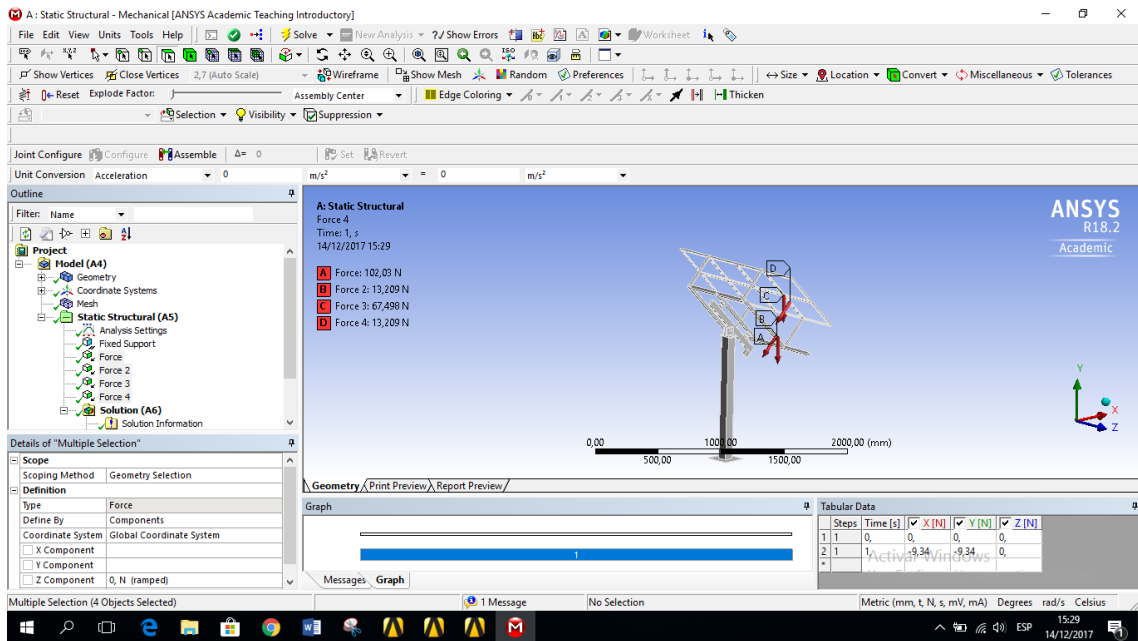 A : Static Structural - Mechanical [ANSYS Academic Teaching Introductory]
File Edit View Units Tools Help Solve New Analysis ?/ Show Errors Worksheet
Show Vertices Close Vertices 2,7 (Auto Scale) Wireframe Show Mesh Random Preferences Size Location Convert Miscellaneous Tolerances
Reset Explode Factor: Assembly Center Edge Coloring Thicken
Selection Visibility Suppression
Joint Configure Configure Assemble Δ= 0 Set Revert
Unit Conversion Acceleration 0 m/s² = 0 m/s²
Outline
Filter: Name
Project
Model (A4)
Geometry
Coordinate Systems
Mesh
Static Structural (A5)
Analysis Settings
Fixed Support
Force
Force 2
Force 3
Force 4
Solution (A6)
Solution Information
Details of "Multiple Selection"
Scope
Scoping Method Geometry Selection
Definition
Type Force
Define By Components
Coordinate System Global Coordinate System
X Component
Y Component
Z Component 0, N (ramped)
A: Static Structural
Force 4
Time: 1, s
14/12/2017 15:29
A Force: 102,03 N
B Force 2: 13,209 N
C Force 3: 67,498 N
D Force 4: 13,209 N
ANSYS
R18.2
Academic
D
C
B
A
Y
X
Z
0,00 1000,00 2000,00 (mm)
500,00 1500,00
Geometry Print Preview Report Preview
Graph
1
Messages Graph
Tabular Data
Steps Time [s] X [N] Y [N] Z [N]
1 1 0, 0, 0, 0,
2 1 1, -9,34 -9,34 0,
*
Activar Windows
Multiple Selection (4 Objects Selected) 1 Message No Selection Metric (mm, t, N, s, mV, mA) Degrees rad/s Celsius
ESP 15:29
14/12/2017